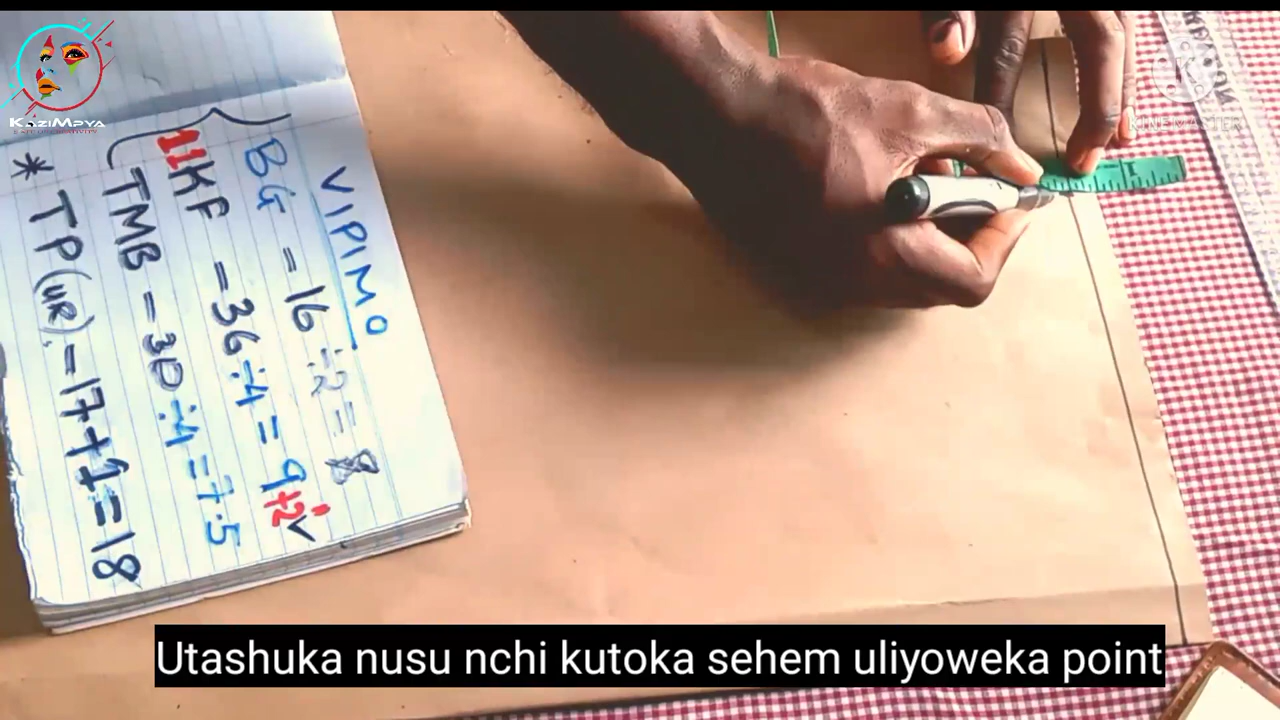 KaziMpya
KINEMASTER
VIPIMO
BG - 16 ÷ 2 = 8
11 KF - 36 ÷ 4 = 9 + 2"
TMB - 30 ÷ 4 = 7.5
* TP(UR). - 17 + 1 = 18
Utashuka nusu nchi kutoka sehem uliyoweka point